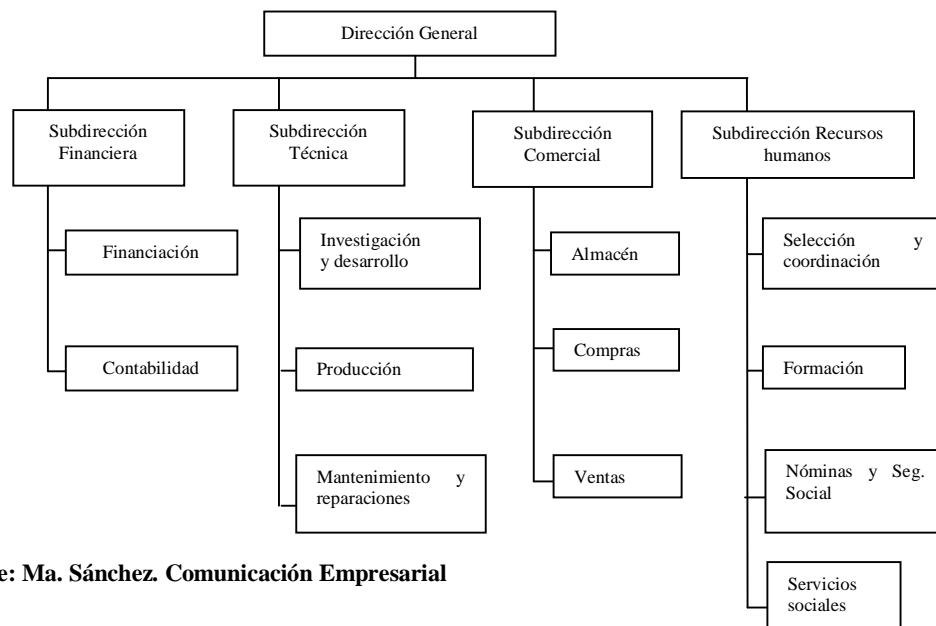 Dirección General
Subdirección
Financiera
Subdirección
Técnica
Subdirección
Comercial
Subdirección Recursos
humanos
Financiación
Contabilidad
Investigación
y desarrollo
Producción
Mantenimiento y
reparaciones
Almacén
Compras
Ventas
Selección y
coordinación
Formación
Nóminas y Seg.
Social
Servicios
sociales
e: Ma. Sánchez. Comunicación Empresarial